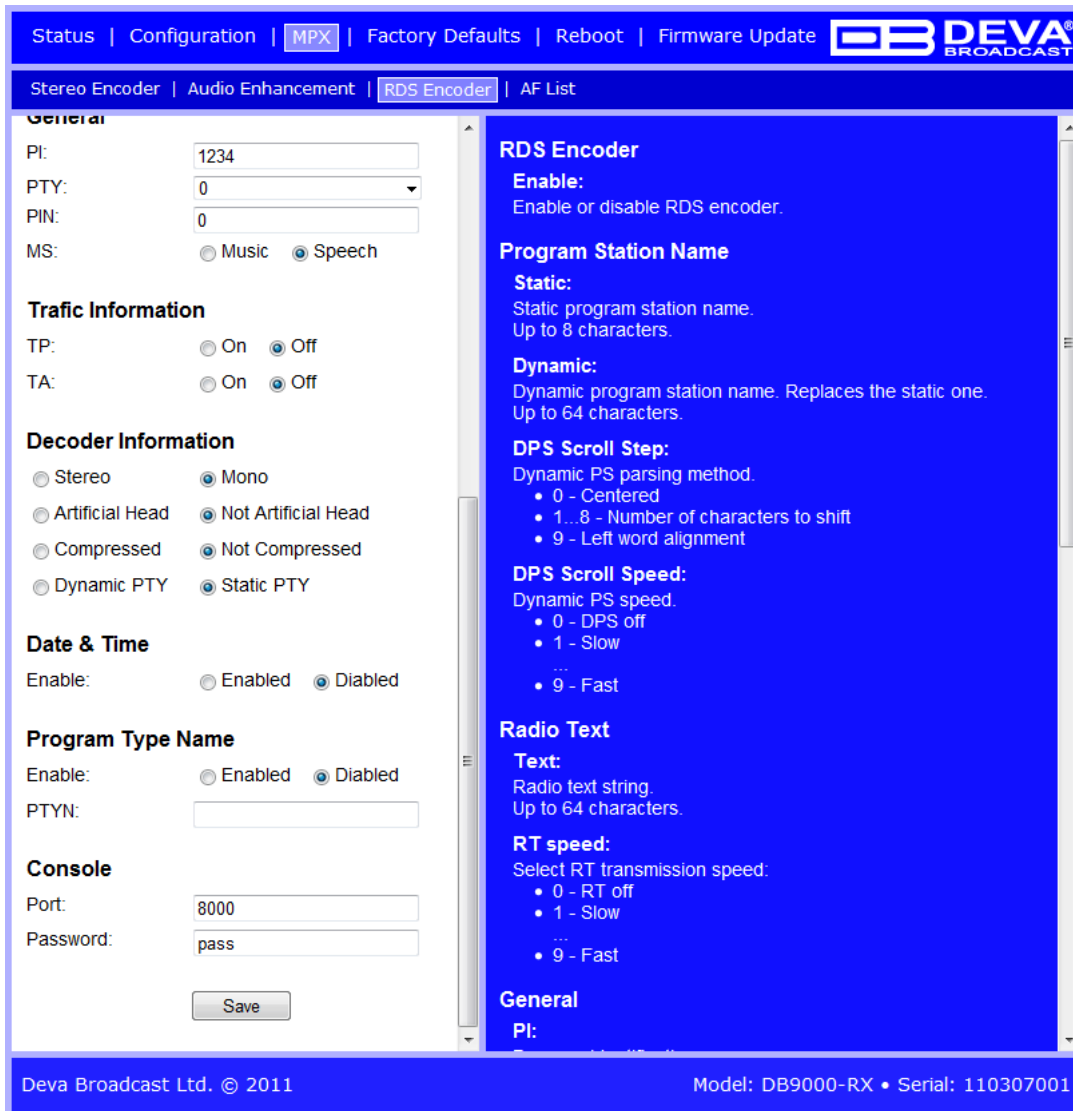 Status | Configuration | MPX | Factory Defaults | Reboot | Firmware Update
DEVA®
BROADCAST
Stereo Encoder | Audio Enhancement | RDS Encoder | AF List
General
PI: 1234
PTY: 0
PIN: 0
MS: Music Speech
Trafic Information
TP: On Off
TA: On Off
Decoder Information
Stereo Mono
Artificial Head Not Artificial Head
Compressed Not Compressed
Dynamic PTY Static PTY
Date & Time
Enable: Enabled Diabled
Program Type Name
Enable: Enabled Diabled
PTYN:
Console
Port: 8000
Password: pass
Save
RDS Encoder
Enable:
Enable or disable RDS encoder.
Program Station Name
Static:
Static program station name.
Up to 8 characters.
Dynamic:
Dynamic program station name. Replaces the static one.
Up to 64 characters.
DPS Scroll Step:
Dynamic PS parsing method.
• 0 - Centered
• 1...8 - Number of characters to shift
• 9 - Left word alignment
DPS Scroll Speed:
Dynamic PS speed.
• 0 - DPS off
• 1 - Slow
...
• 9 - Fast
Radio Text
Text:
Radio text string.
Up to 64 characters.
RT speed:
Select RT transmission speed:
• 0 - RT off
• 1 - Slow
...
• 9 - Fast
General
PI:
Deva Broadcast Ltd. © 2011
Model: DB9000-RX • Serial: 110307001